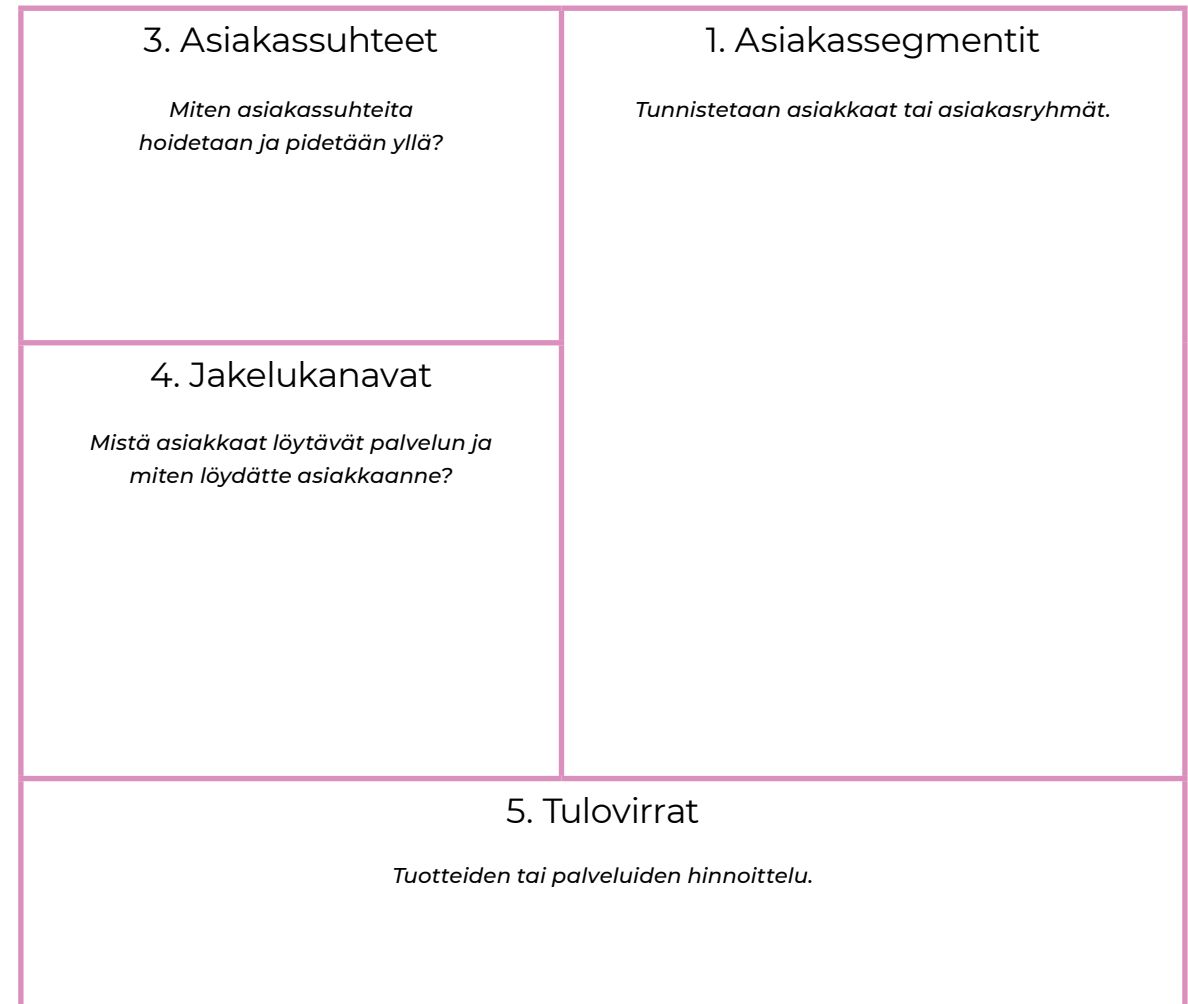 3. Asiakassuhteet
Miten asiakassuhteita
hoidetaan ja pidetään yllä?
1. Asiakassegmentit
Tunnistetaan asiakkaat tai asiakasryhmät.
4. Jakelukanavat
Mistä asiakkaat löytävät palvelun ja
miten löydätte asiakkaanne?
5. Tulovirrat
Tuotteiden tai palveluiden hinnoittelu.